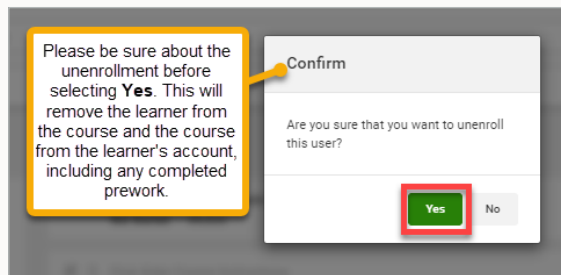 Please be sure about the
unenrollment before
selecting Yes. This will
remove the learner from
the course and the course
from the learner's account,
including any completed
prework.
Confirm
Are you sure that you want to unenroll
this user?
Yes
No